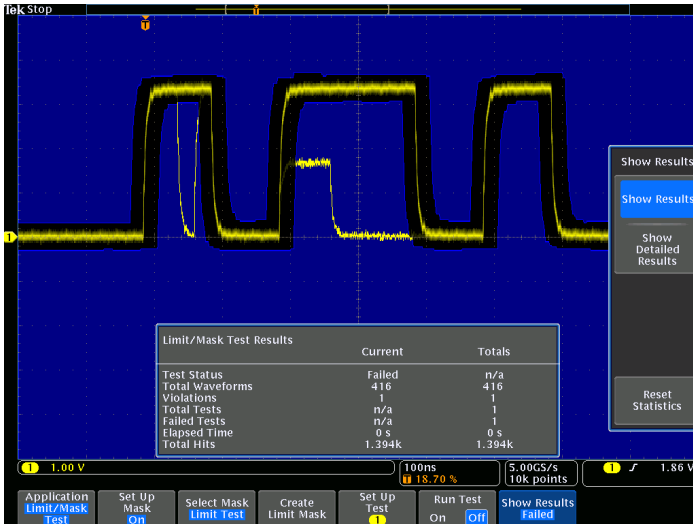 Tek Stop
T
T
1
Show Results
Show Results
Show
Detailed
Results
Reset
Statistics
Limit/Mask Test Results
Current Totals
Test Status Failed n/a
Total Waveforms 416 416
Violations 1 1
Total Tests n/a 1
Failed Tests n/a 1
Elapsed Time 0 s 0 s
Total Hits 1.394k 1.394k
1 1.00 V
100ns
T 18.70 %
5.00GS/s
10k points
1 1.86 V
Application
Limit/Mask
Test
Set Up
Mask
On
Select Mask
Limit Test
Create
Limit Mask
Set Up
Test
1
Run Test
On Off
Show Results
Failed